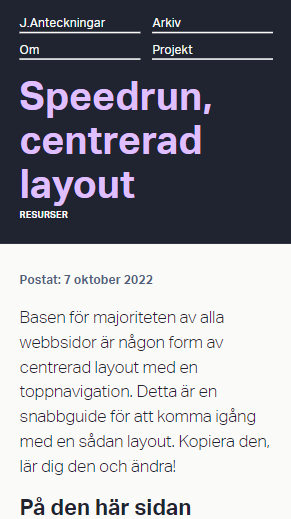 J.Anteckningar
Arkiv
Om
Projekt
Speedrun,
centrerad
layout
RESURSER
Postat: 7 oktober 2022
Basen för majoriteten av alla
webbsidor är någon form av
centrerad layout med en
toppnavigation. Detta är en
snabbguide för att komma igång
med en sådan layout. Kopiera den,
lär dig den och ändra!
På den här sidan